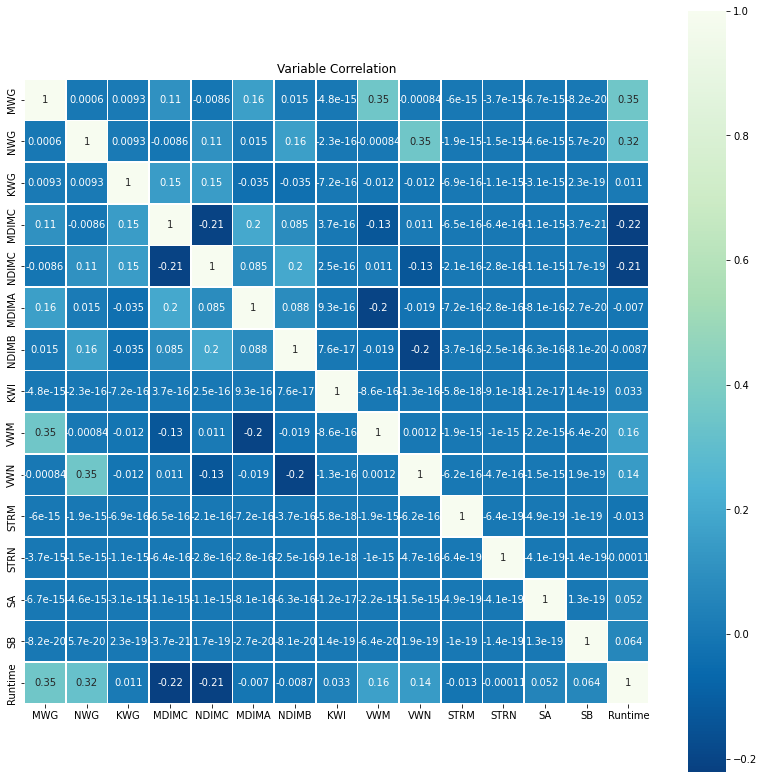 Variable Correlation
1.0
MWG 1 0.0006 0.0093 0.11 -0.0086 0.16 0.015 -4.8e-15 0.35 -0.00084 -6e-15 -3.7e-15 -6.7e-15 -8.2e-20 0.35
NWG 0.0006 1 0.0093 -0.0086 0.11 0.015 0.16 -2.3e-16 -0.00084 0.35 -1.9e-15 -1.5e-15 -4.6e-15 5.7e-20 0.32
0.8
KWG 0.0093 0.0093 1 0.15 0.15 -0.035 -0.035 -7.2e-16 -0.012 -0.012 -6.9e-16 -1.1e-15 -3.1e-15 2.3e-19 0.011
MDIMC 0.11 -0.0086 0.15 1 -0.21 0.2 0.085 3.7e-16 -0.13 0.011 -6.5e-16 -6.4e-16 -1.1e-15 -3.7e-21 -0.22
0.6
NDIMC -0.0086 0.11 0.15 -0.21 1 0.085 0.2 2.5e-16 0.011 -0.13 -2.1e-16 -2.8e-16 -1.1e-15 1.7e-19 -0.21
MDIMA 0.16 0.015 -0.035 0.2 0.085 1 0.088 9.3e-16 -0.2 -0.019 -7.2e-16 -2.8e-16 -8.1e-16 -2.7e-20 -0.007
NDIMB 0.015 0.16 -0.035 0.085 0.2 0.088 1 7.6e-17 -0.019 -0.2 -3.7e-16 -2.5e-16 -6.3e-16 -8.1e-20 -0.0087
0.4
KWI -4.8e-15 -2.3e-16 -7.2e-16 3.7e-16 2.5e-16 9.3e-16 7.6e-17 1 -8.6e-16 -1.3e-16 -5.8e-18 -9.1e-18 -1.2e-17 1.4e-19 0.033
VWM 0.35 -0.00084 -0.012 -0.13 0.011 -0.2 -0.019 -8.6e-16 1 0.0012 -1.9e-15 -1e-15 -2.2e-15 -6.4e-20 0.16
VWN -0.00084 0.35 -0.012 0.011 -0.13 -0.019 -0.2 -1.3e-16 0.0012 1 -6.2e-16 -4.7e-16 -1.5e-15 1.9e-19 0.14
0.2
STRM -6e-15 -1.9e-15 -6.9e-16 -6.5e-16 -2.1e-16 -7.2e-16 -3.7e-16 -5.8e-18 -1.9e-15 -6.2e-16 1 -6.4e-19 -4.9e-19 -1e-19 -0.013
STRN -3.7e-15 -1.5e-15 -1.1e-15 -6.4e-16 -2.8e-16 -2.8e-16 -2.5e-16 -9.1e-18 -1e-15 -4.7e-16 -6.4e-19 1 -4.1e-19 -1.4e-19 -0.00011
SA -6.7e-15 -4.6e-15 -3.1e-15 -1.1e-15 -1.1e-15 -8.1e-16 -6.3e-16 -1.2e-17 -2.2e-15 -1.5e-15 -4.9e-19 -4.1e-19 1 1.3e-19 0.052
0.0
SB -8.2e-20 5.7e-20 2.3e-19 -3.7e-21 1.7e-19 -2.7e-20 -8.1e-20 1.4e-19 -6.4e-20 1.9e-19 -1e-19 -1.4e-19 1.3e-19 1 0.064
Runtime 0.35 0.32 0.011 -0.22 -0.21 -0.007 -0.0087 0.033 0.16 0.14 -0.013 -0.00011 0.052 0.064 1
MWG NWG KWG MDIMC NDIMC MDIMA NDIMB KWI VWM VWN STRM STRN SA SB Runtime
−0.2